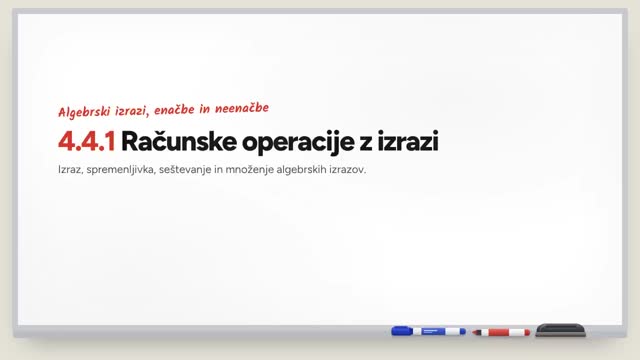 Algebrski izrazi, enačbe in neenačbe
4.4.1 Računske operacije z izrazi
Izraz, spremenljivka, seštevanje in množenje algebrskih izrazov.